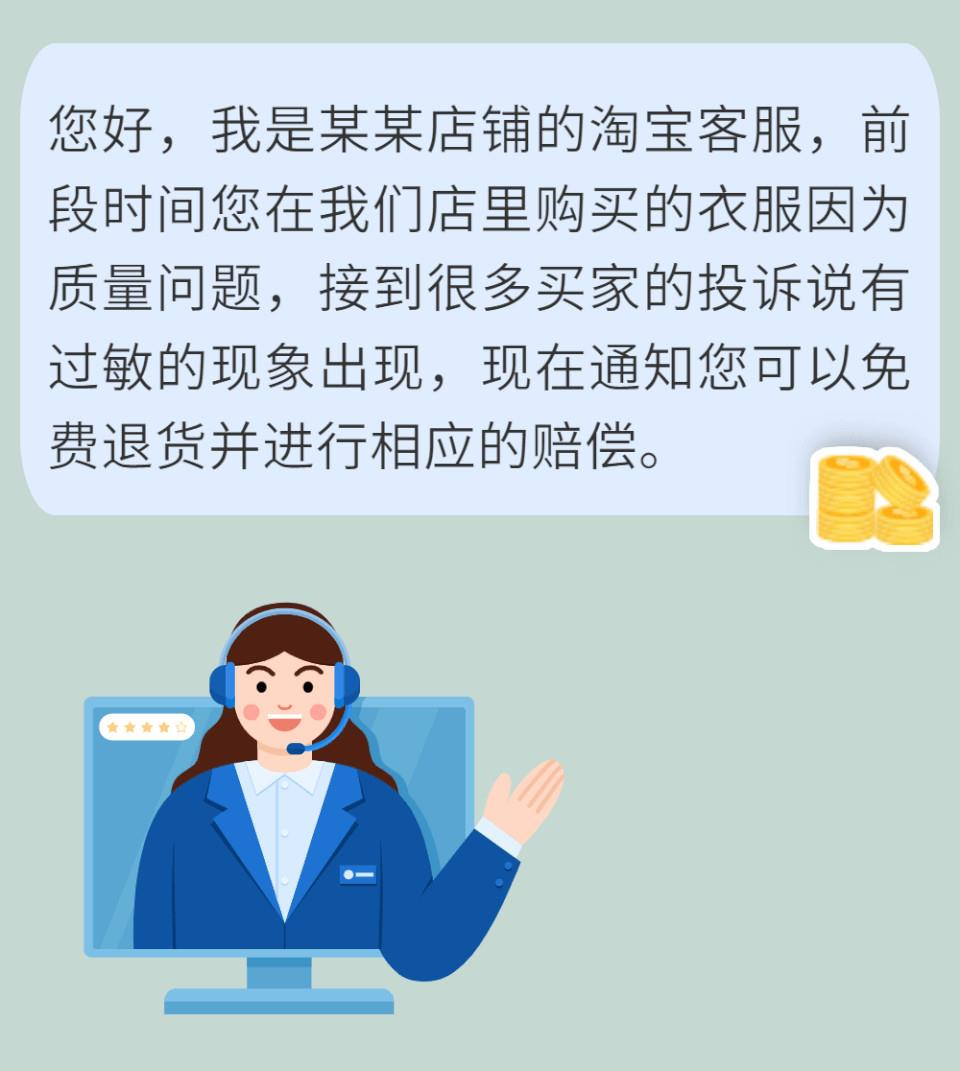 您好，我是某某店铺的淘宝客服，前
段时间您在我们店里购买的衣服因为
质量问题，接到很多买家的投诉说有
过敏的现象出现，现在通知您可以免
费退货并进行相应的赔偿。